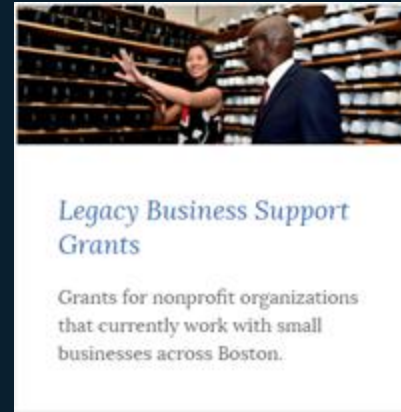 Legacy Business Support
Grants
Grants for nonprofit organizations
that currently work with small
businesses across Boston.